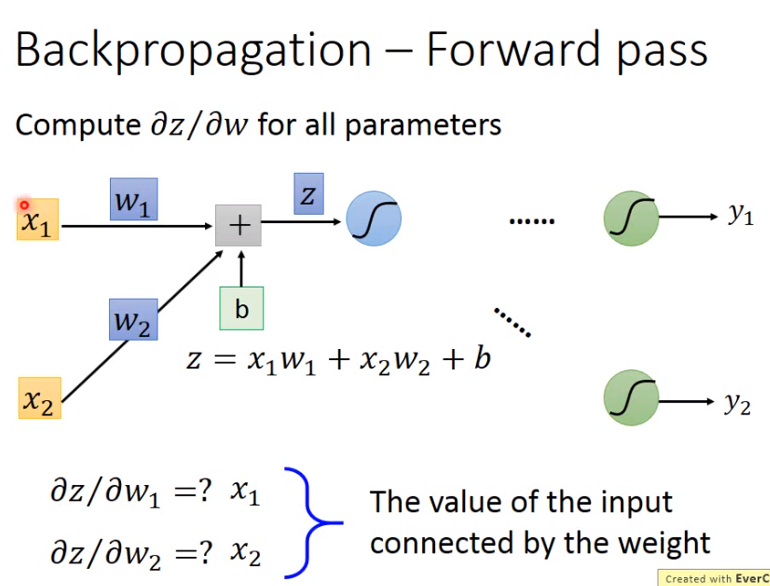 Backpropagation – Forward pass
Compute ∂z/∂w for all parameters
x₁
w₁
+
z
......
y₁
w₂
b
......
z = x₁w₁ + x₂w₂ + b
x₂
y₂
∂z/∂w₁ =? x₁
∂z/∂w₂ =? x₂
The value of the input
connected by the weight
Created with EverC